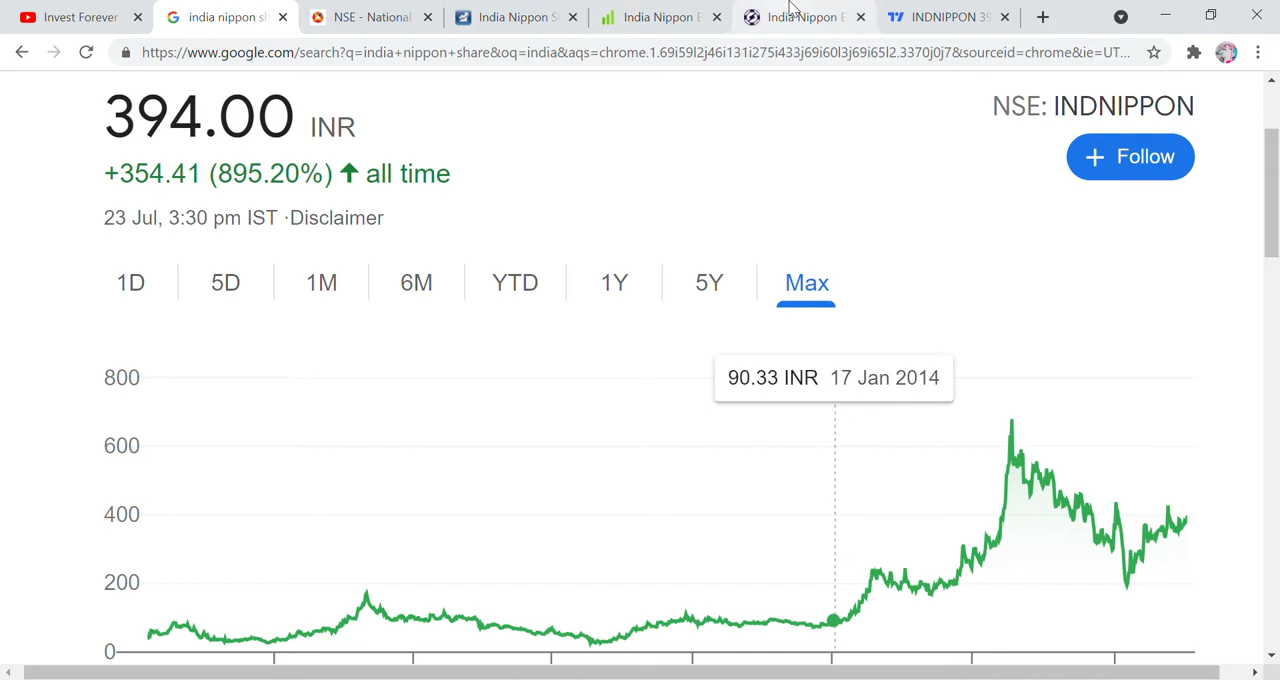 Invest Forever
india nippon sh
NSE - National
India Nippon S
India Nippon E
India Nippon E
INDNIPPON 39
https://www.google.com/search?q=india+nippon+share&oq=india&aqs=chrome.1.69i59l2j46i131i275i433j69i60l3j69i65l2.3370j0j7&sourceid=chrome&ie=UT...
394.00 INR
NSE: INDNIPPON
+354.41 (895.20%) ↑ all time
+ Follow
23 Jul, 3:30 pm IST ·Disclaimer
1D 5D 1M 6M YTD 1Y 5Y Max
90.33 INR 17 Jan 2014
800
600
400
200
0